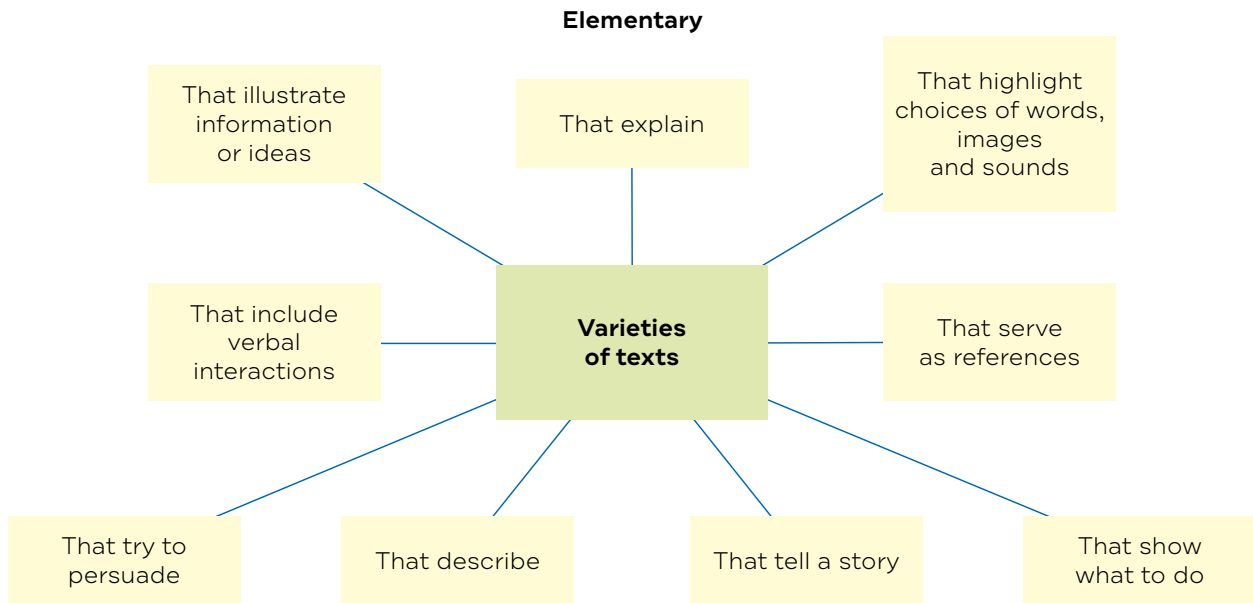 Elementary
That illustrate
information
or ideas
That explain
That highlight
choices of words,
images
and sounds
That include
verbal
interactions
Varieties
of texts
That serve
as references
That try to
persuade
That describe
That tell a story
That show
what to do